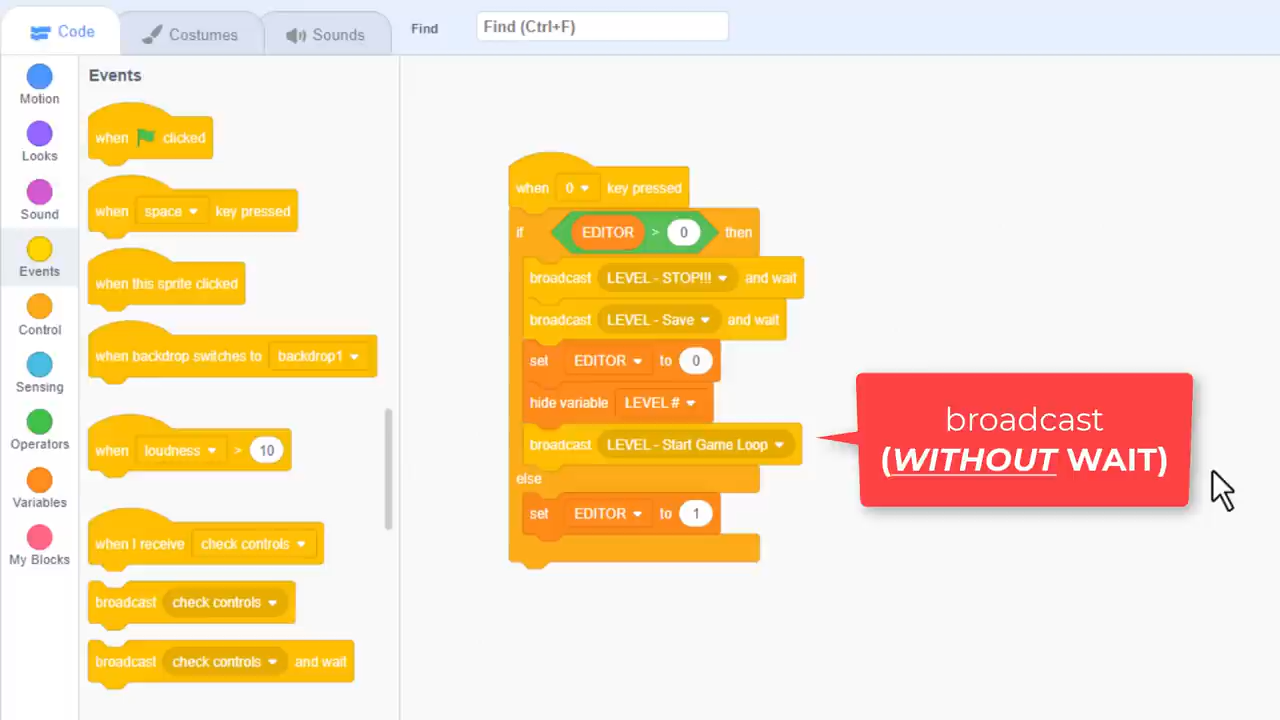 Code
Costumes
Sounds
Find
Find (Ctrl+F)
Motion
Looks
Sound
Events
Control
Sensing
Operators
Variables
My Blocks
Events
when clicked
when space key pressed
when this sprite clicked
when backdrop switches to backdrop1
when loudness > 10
when I receive check controls
broadcast check controls
broadcast check controls and wait
when 0 key pressed
if EDITOR > 0 then
broadcast LEVEL - STOP!!! and wait
broadcast LEVEL - Save and wait
set EDITOR to 0
hide variable LEVEL #
broadcast LEVEL - Start Game Loop
else
set EDITOR to 1
broadcast
(WITHOUT WAIT)